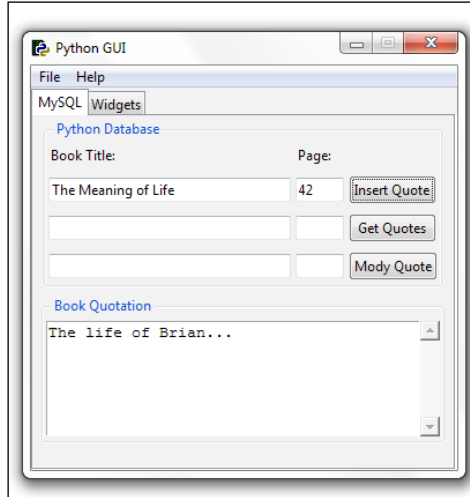 Python GUI
File Help
MySQL Widgets
Python Database
Book Title: Page:
The Meaning of Life 42 Insert Quote
Get Quotes
Mody Quote
Book Quotation
The life of Brian...